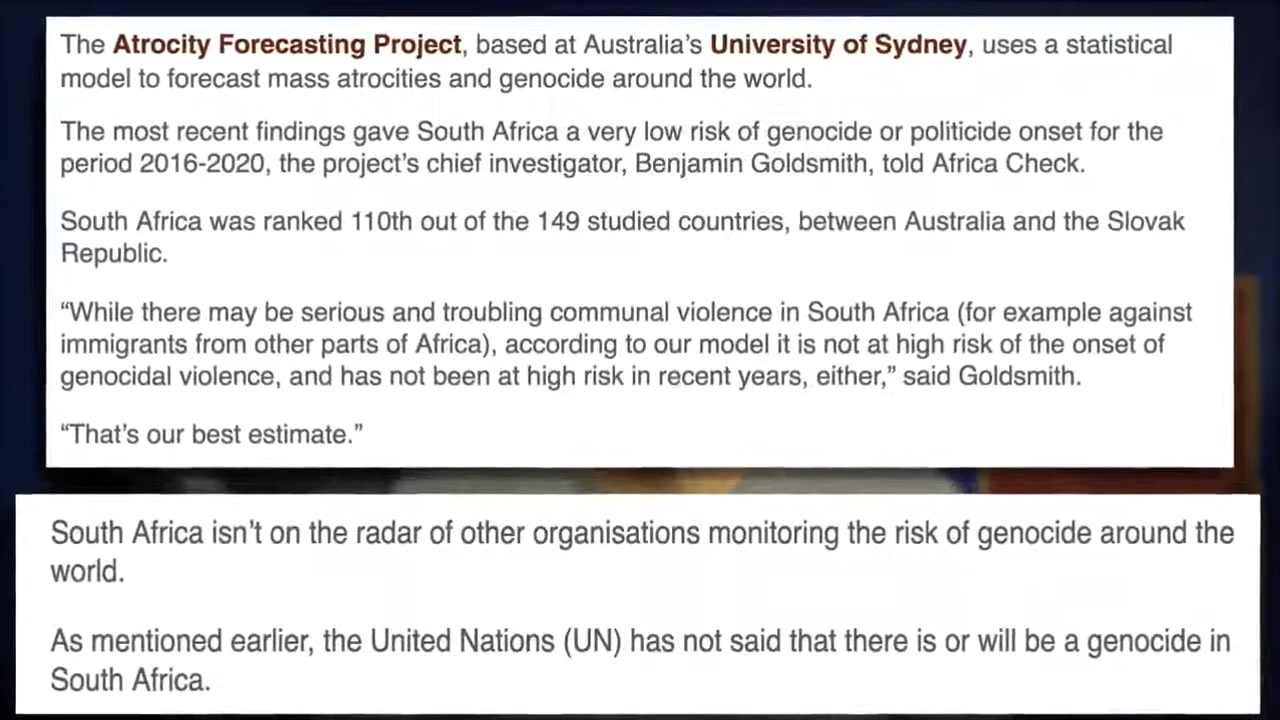 The Atrocity Forecasting Project, based at Australia’s University of Sydney, uses a statistical
model to forecast mass atrocities and genocide around the world.
The most recent findings gave South Africa a very low risk of genocide or politicide onset for the
period 2016-2020, the project’s chief investigator, Benjamin Goldsmith, told Africa Check.
South Africa was ranked 110th out of the 149 studied countries, between Australia and the Slovak
Republic.
“While there may be serious and troubling communal violence in South Africa (for example against
immigrants from other parts of Africa), according to our model it is not at high risk of the onset of
genocidal violence, and has not been at high risk in recent years, either,” said Goldsmith.
“That’s our best estimate.”
South Africa isn’t on the radar of other organisations monitoring the risk of genocide around the
world.
As mentioned earlier, the United Nations (UN) has not said that there is or will be a genocide in
South Africa.